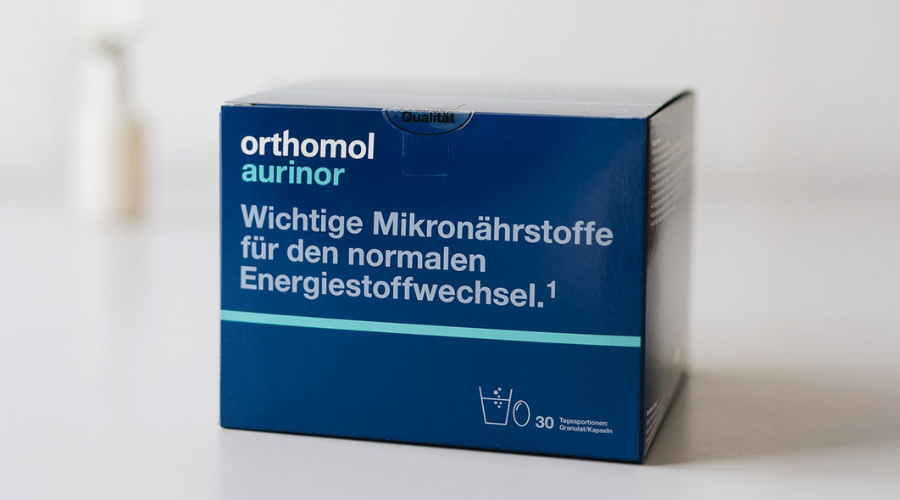 Qualität
orthomol
aurinor
Wichtige Mikronährstoffe
für den normalen
Energiestoffwechsel.¹
30 Tagesportionen:
Granulat/Kapseln